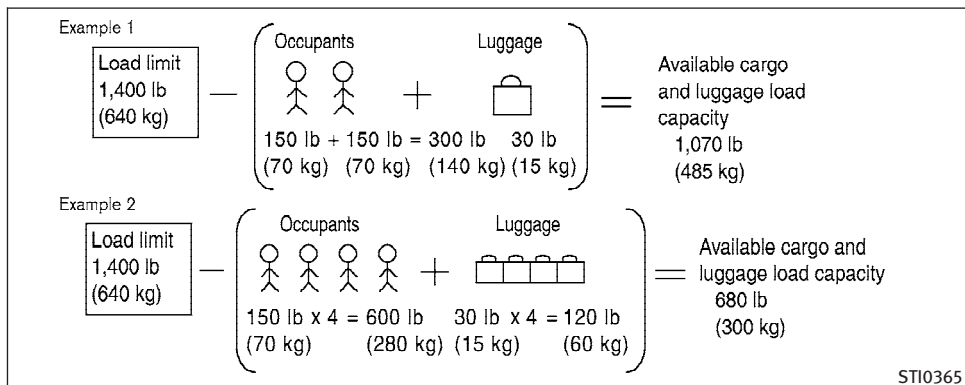 Example 1
Load limit
1,400 lb
(640 kg)
—
Occupants
Luggage
+
150 lb + 150 lb = 300 lb 30 lb
(70 kg) (70 kg) (140 kg) (15 kg)
=
Available cargo
and luggage load
capacity
1,070 lb
(485 kg)
Example 2
Load limit
1,400 lb
(640 kg)
—
Occupants
Luggage
+
150 lb x 4 = 600 lb 30 lb x 4 = 120 lb
(70 kg) (280 kg) (15 kg) (60 kg)
=
Available cargo and
luggage load capacity
680 lb
(300 kg)
STI0365